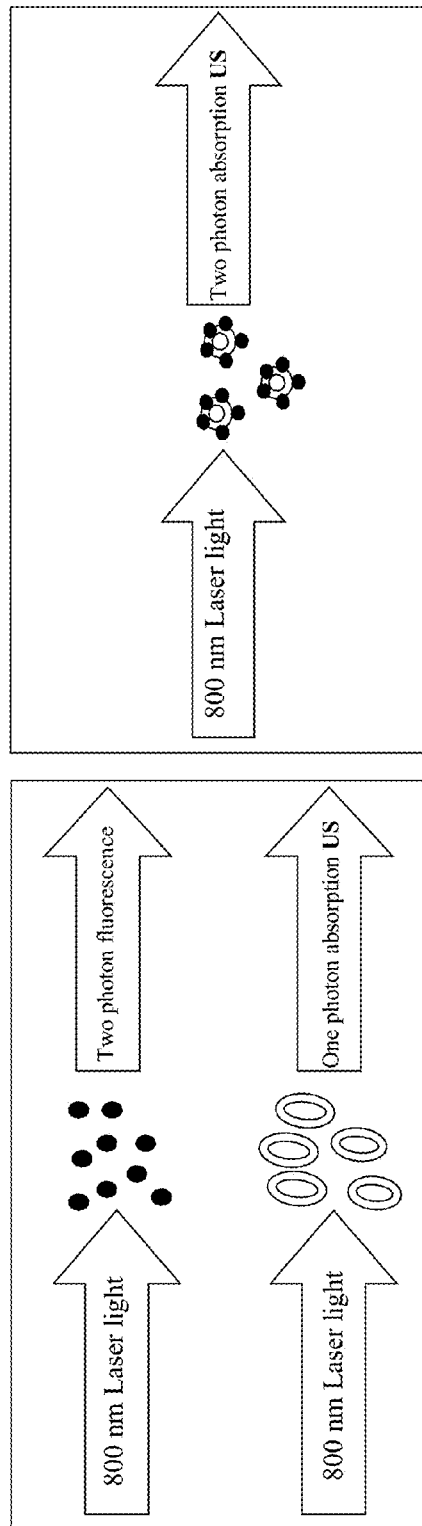 800 nm Laser light
Two photon fluorescence
800 nm Laser light
One photon absorption US
800 nm Laser light
Two photon absorption US